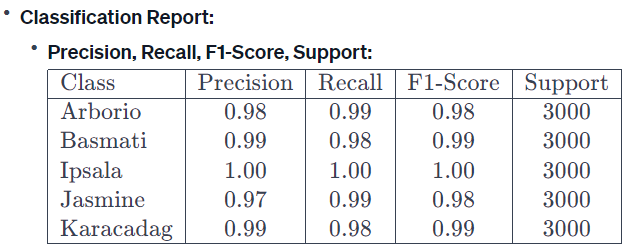 • Classification Report:
• Precision, Recall, F1-Score, Support:
Class Precision Recall F1-Score Support
Arborio 0.98 0.99 0.98 3000
Basmati 0.99 0.98 0.99 3000
Ipsala 1.00 1.00 1.00 3000
Jasmine 0.97 0.99 0.98 3000
Karacadag 0.99 0.98 0.99 3000